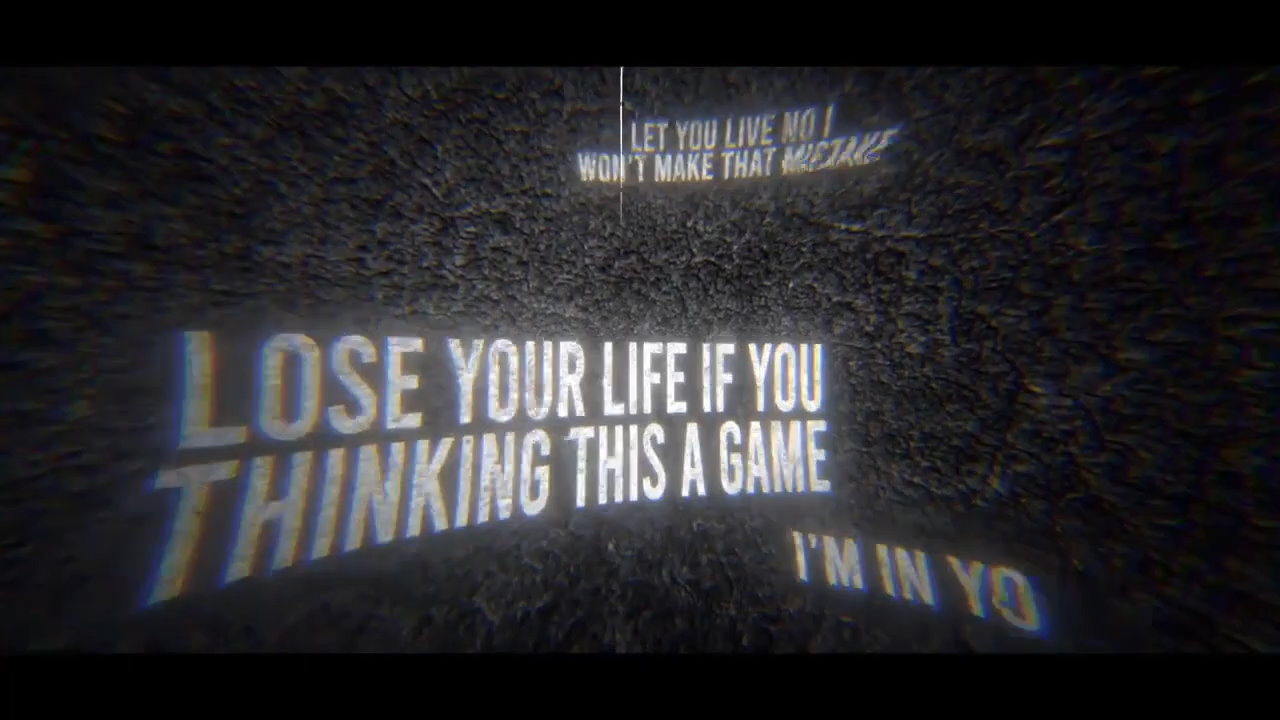 LET YOU LIVE NO I
WON'T MAKE THAT MISTAKE
LOSE YOUR LIFE IF YOU
THINKING THIS A GAME
I'M IN YO